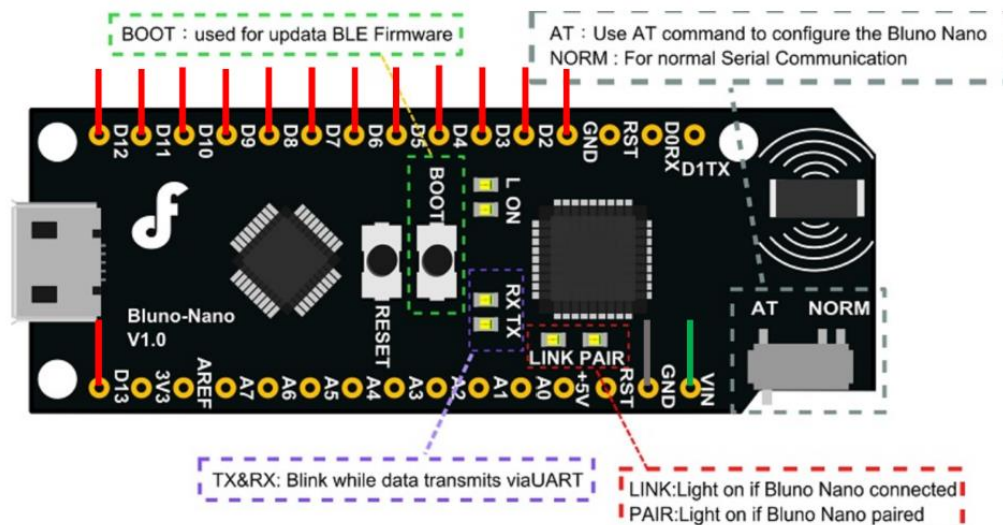 BOOT : used for updata BLE Firmware
AT : Use AT command to configure the Bluno Nano
NORM : For normal Serial Communication
D12
D11
D10
D9
D8
D7
D6
D5
D4
D3
D2
GND
RST
D0RX
D1TX
BOOT
L ON
RESET
RX TX
LINK PAIR
AT NORM
Bluno-Nano
V1.0
D13
3V3
AREF
A7
A6
A5
A4
A3
A2
A1
A0
+5V
RST
GND
VIN
TX&RX: Blink while data transmits viaUART
LINK:Light on if Bluno Nano connected
PAIR:Light on if Bluno Nano paired